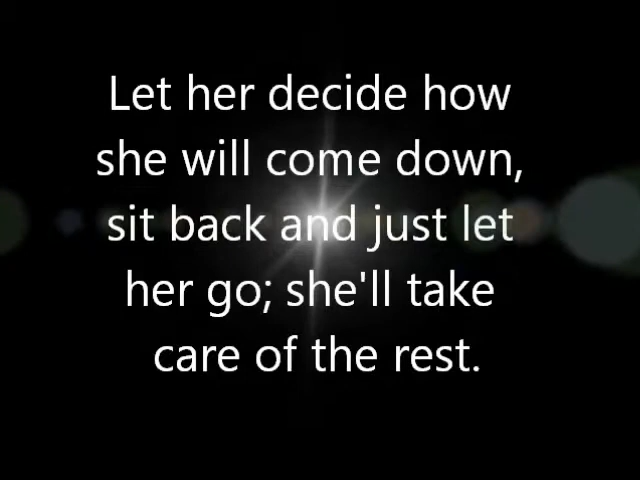 Let her decide how
she will come down,
sit back and just let
her go; she'll take
care of the rest.